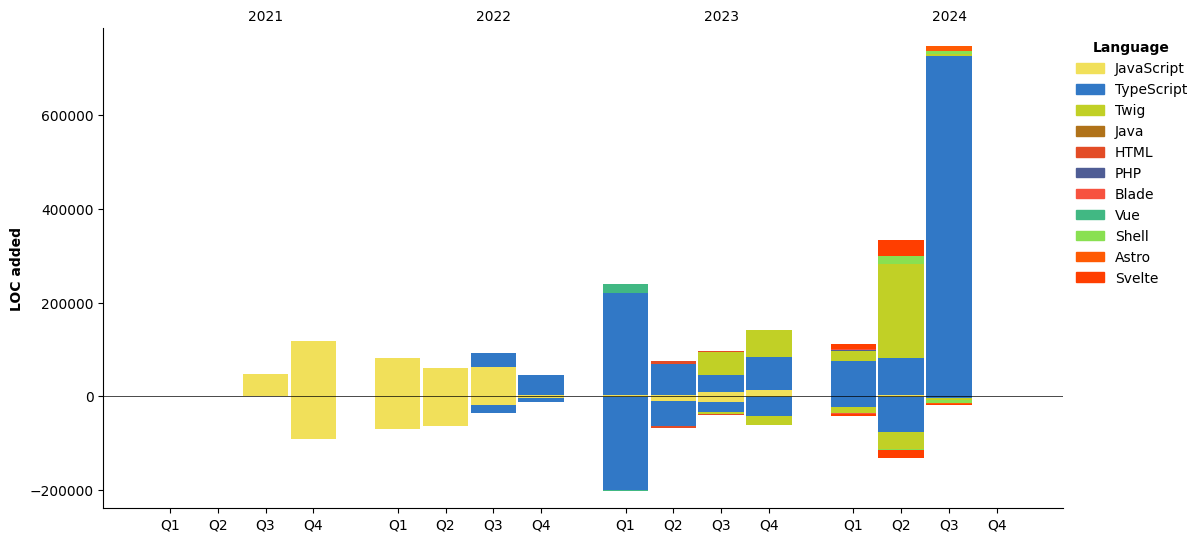 2021 2022 2023 2024
Language
JavaScript
TypeScript
Twig
Java
HTML
PHP
Blade
Vue
Shell
Astro
Svelte
LOC added
600000
400000
200000
0
−200000
Q1 Q2 Q3 Q4 Q1 Q2 Q3 Q4 Q1 Q2 Q3 Q4 Q1 Q2 Q3 Q4